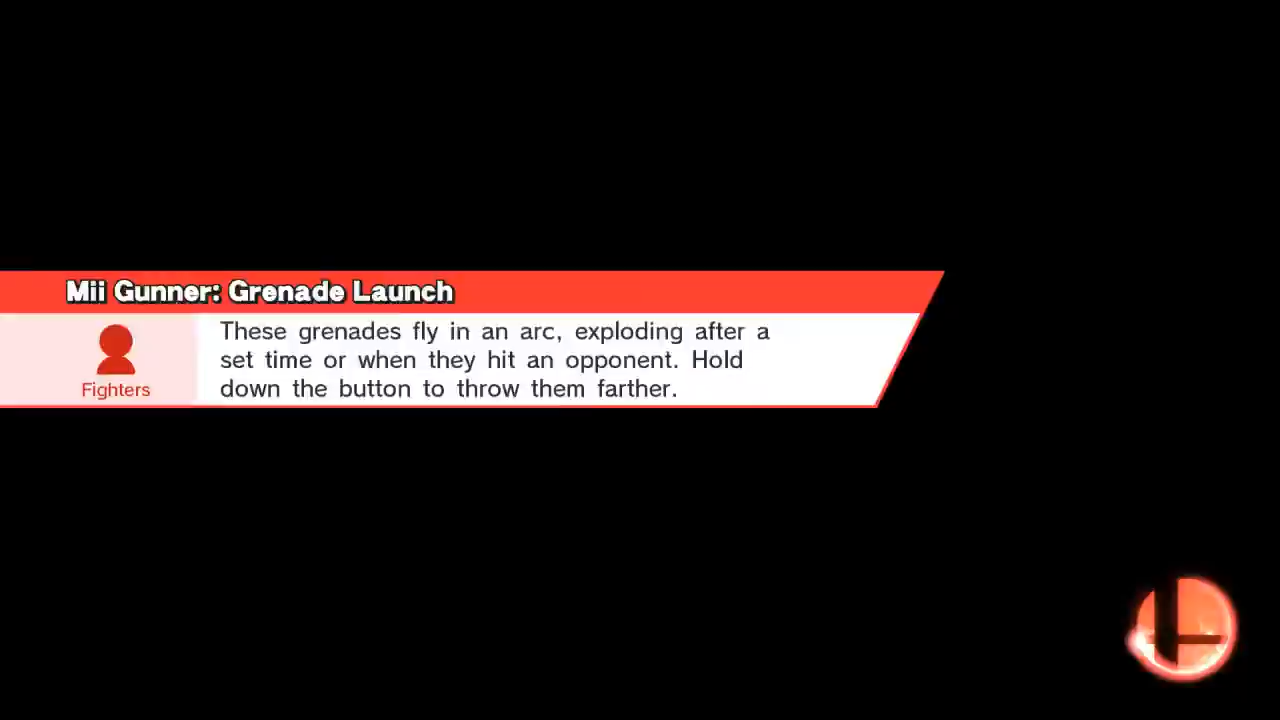 Mii Gunner: Grenade Launch
Fighters
These grenades fly in an arc, exploding after a
set time or when they hit an opponent. Hold
down the button to throw them farther.